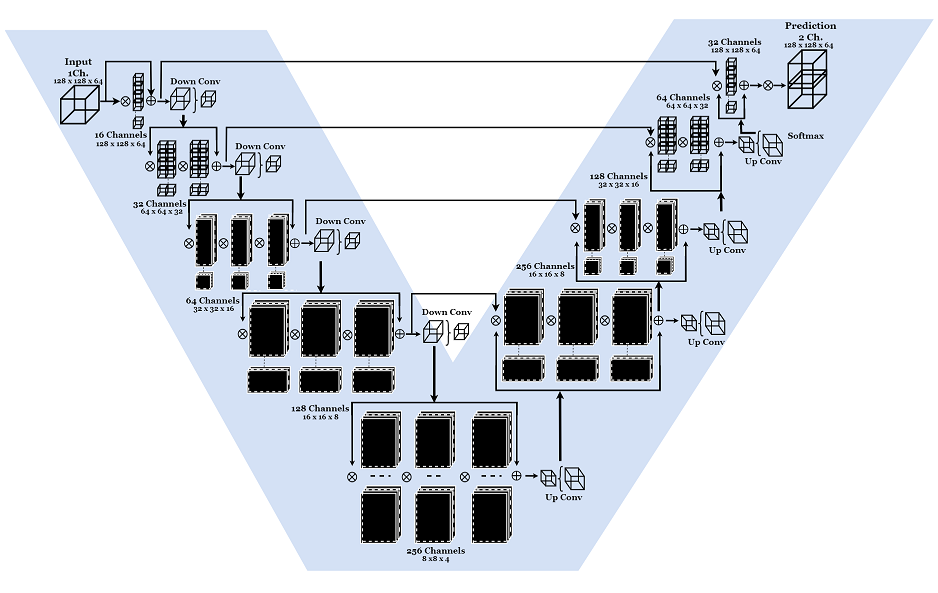 Input
1Ch.
128 x 128 x 64
Down Conv
16 Channels
128 x 128 x 64
Down Conv
32 Channels
64 x 64 x 32
Down Conv
64 Channels
32 x 32 x 16
Down Conv
128 Channels
16 x 16 x 8
256 Channels
8 x8 x 4
Up Conv
Up Conv
256 Channels
16 x 16 x 8
Up Conv
128 Channels
32 x 32 x 16
Up Conv
64 Channels
64 x 64 x 32
Softmax
32 Channels
128 x 128 x 64
Prediction
2 Ch.
128 x 128 x 64